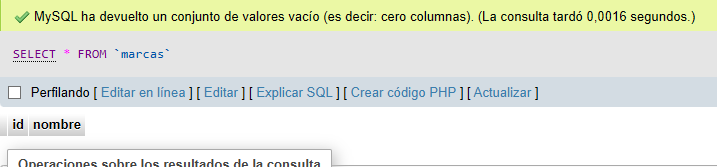 MySQL ha devuelto un conjunto de valores vacío (es decir: cero columnas). (La consulta tardó 0,0016 segundos.)
SELECT * FROM `marcas`
Perfilando [ Editar en línea ] [ Editar ] [ Explicar SQL ] [ Crear código PHP ] [ Actualizar ]
id nombre
Operaciones sobre los resultados de la consulta